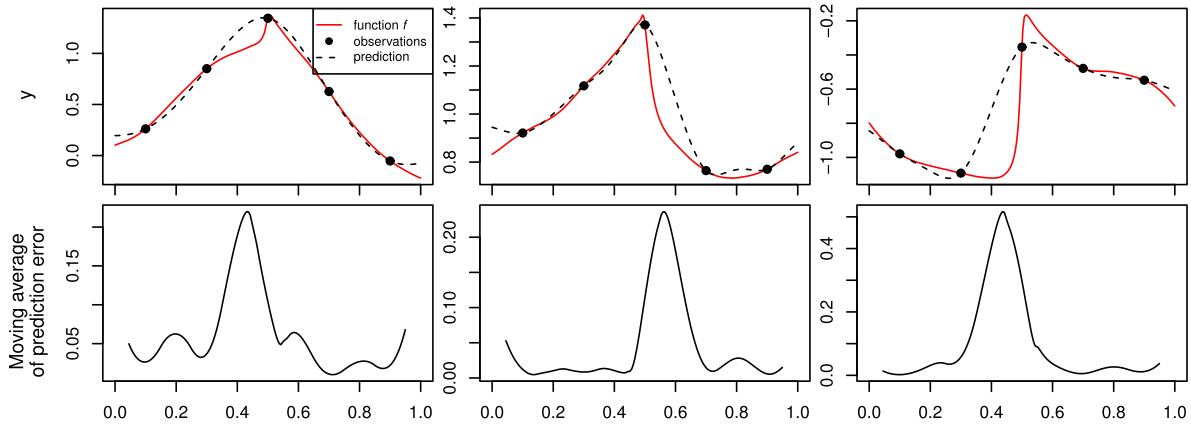 y
0.0
0.5
1.0
function f
observations
prediction
0.8
1.0
1.2
1.4
−1.0
−0.6
−0.2
Moving average
of prediction error
0.05
0.15
0.00
0.10
0.20
0.0
0.2
0.4
0.0 0.2 0.4 0.6 0.8 1.0
0.0 0.2 0.4 0.6 0.8 1.0
0.0 0.2 0.4 0.6 0.8 1.0